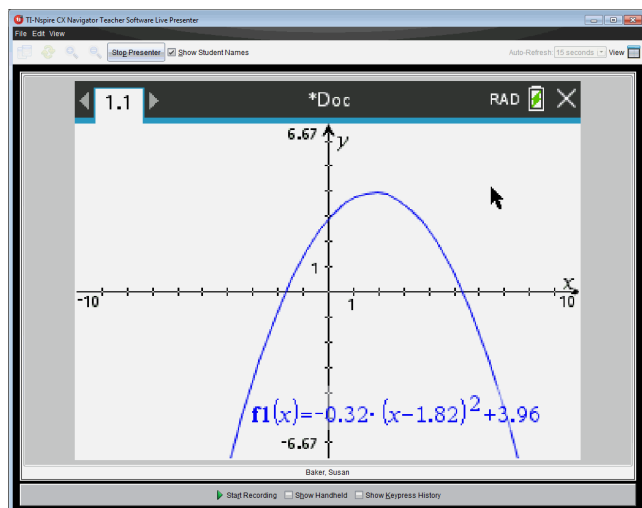 TI-Nspire CX Navigator Teacher Software Live Presenter
File Edit View
Stop Presenter Show Student Names Auto-Refresh: 15 seconds View
1.1 *Doc RAD
6.67 y
1
x
-10 1 10
f1(x)=-0.32·(x-1.82)²+3.96
-6.67
Baker, Susan
Start Recording Show Handheld Show Keypress History